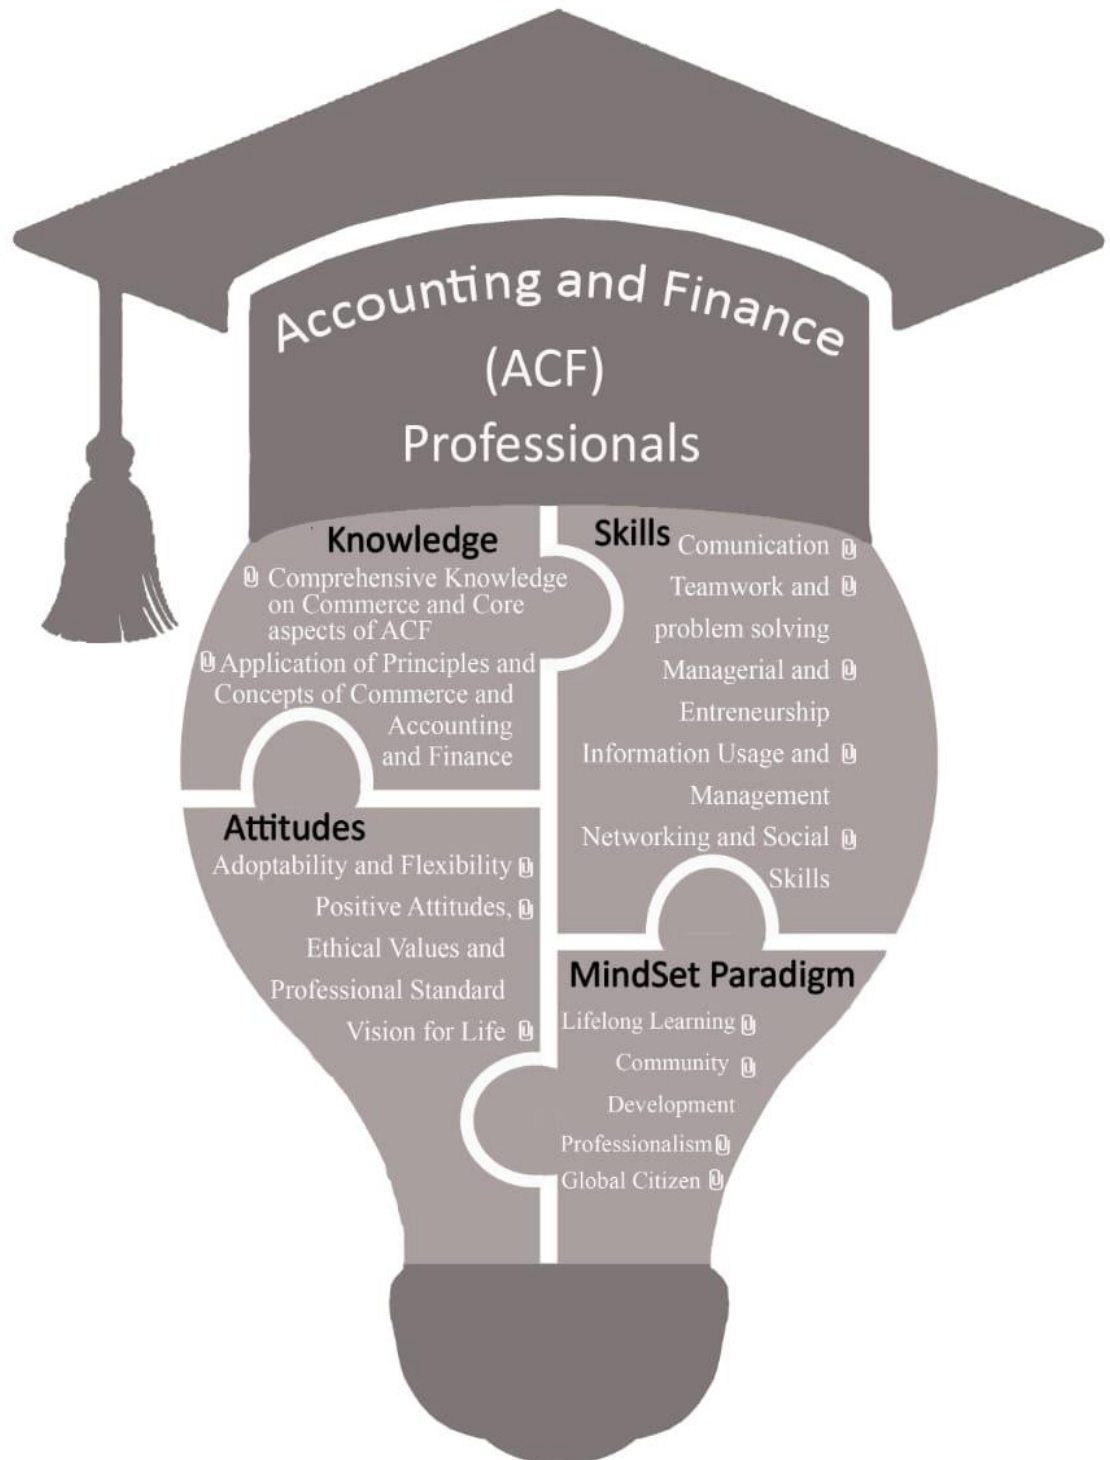 Accounting and Finance
(ACF)
Professionals
Knowledge
Comprehensive Knowledge
on Commerce and Core
aspects of ACF
Application of Principles and
Concepts of Commerce and
Accounting
and Finance
Skills
Comunication
Teamwork and
problem solving
Managerial and
Entreneurship
Information Usage and
Management
Networking and Social
Skills
Attitudes
Adoptability and Flexibility
Positive Attitudes,
Ethical Values and
Professional Standard
Vision for Life
MindSet Paradigm
Lifelong Learning
Community
Development
Professionalism
Global Citizen